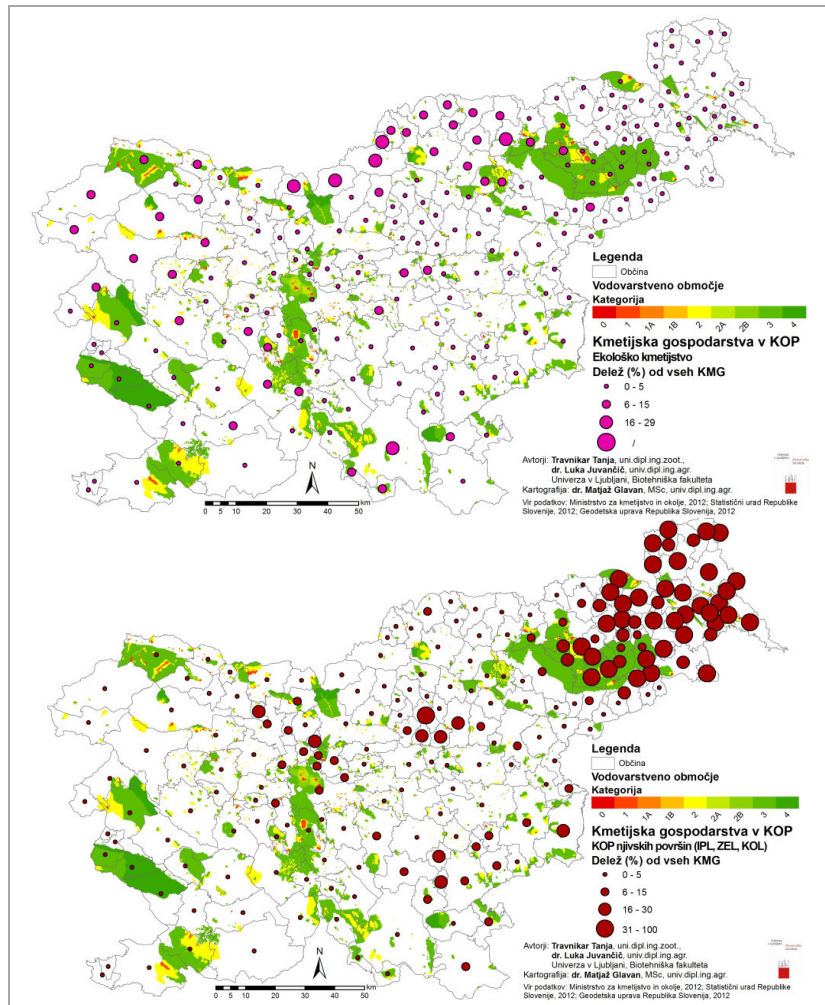 Legenda
Občina
Vodovarstveno območje
Kategorija
0 1 1A 1B 2 2A 2B 3 4
Kmetijska gospodarstva v KOP
Ekološko kmetijstvo
Delež (%) od vseh KMG
0 - 5
6 - 15
16 - 29
/
Avtorji: Travnikar Tanja, uni.dipl.ing.zoot.,
dr. Luka Juvančič, univ.dipl.ing.agr.
Univerza v Ljubljani, Biotehniška fakulteta
Kartografija: dr. Matjaž Glavan, MSc, univ.dipl.ing.agr.
Vir podatkov: Ministrstvo za kmetijstvo in okolje, 2012; Statistični urad Republike
Slovenije, 2012; Geodetska uprava Republika Slovenija, 2012
N
km
0 5 10 20 30 40 50
Legenda
Občina
Vodovarstveno območje
Kategorija
0 1 1A 1B 2 2A 2B 3 4
Kmetijska gospodarstva v KOP
KOP njivskih površin (IPL, ZEL, KOL)
Delež (%) od vseh KMG
0 - 5
6 - 15
16 - 30
31 - 100
Avtorji: Travnikar Tanja, uni.dipl.ing.zoot.,
dr. Luka Juvančič, univ.dipl.ing.agr.
Univerza v Ljubljani, Biotehniška fakulteta
Kartografija: dr. Matjaž Glavan, MSc, univ.dipl.ing.agr.
Vir podatkov: Ministrstvo za kmetijstvo in okolje, 2012; Statistični urad Republike
Slovenije, 2012; Geodetska uprava Republika Slovenija, 2012
N
km
0 5 10 20 30 40 50